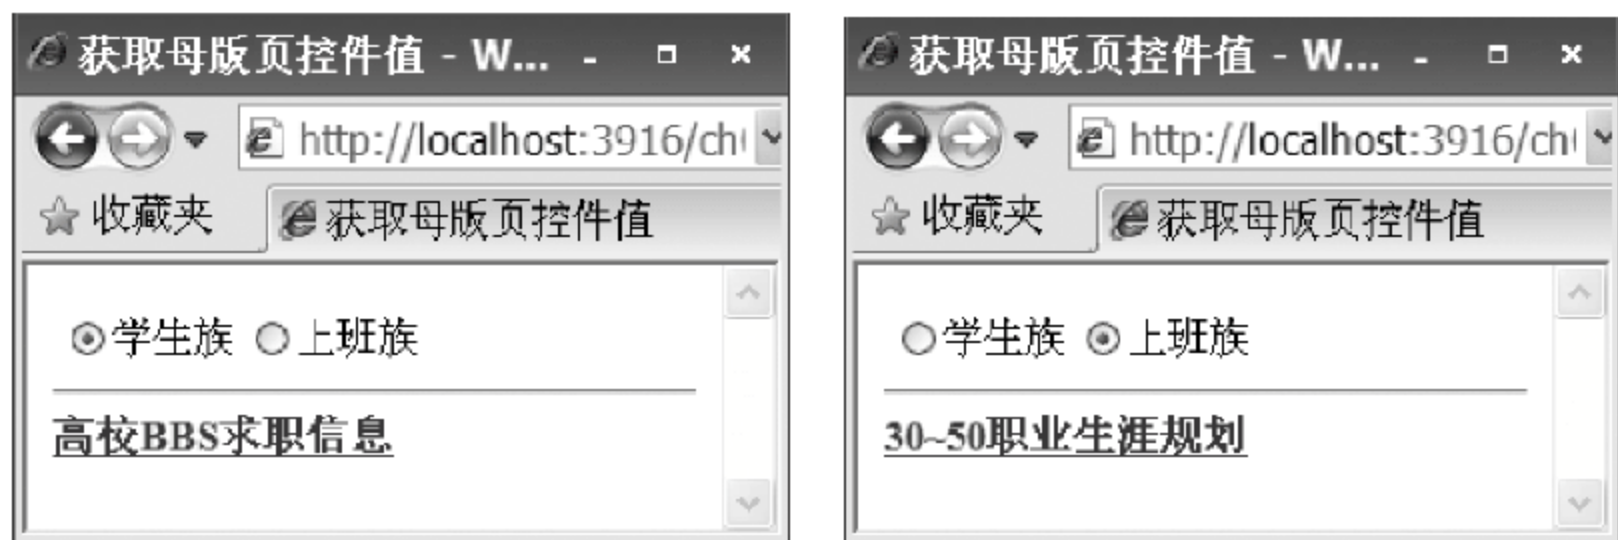 获取母版页控件值 - W...
http://localhost:3916/ch
收藏夹 获取母版页控件值
学生族 上班族
高校BBS求职信息
获取母版页控件值 - W...
http://localhost:3916/ch
收藏夹 获取母版页控件值
学生族 上班族
30~50职业生涯规划